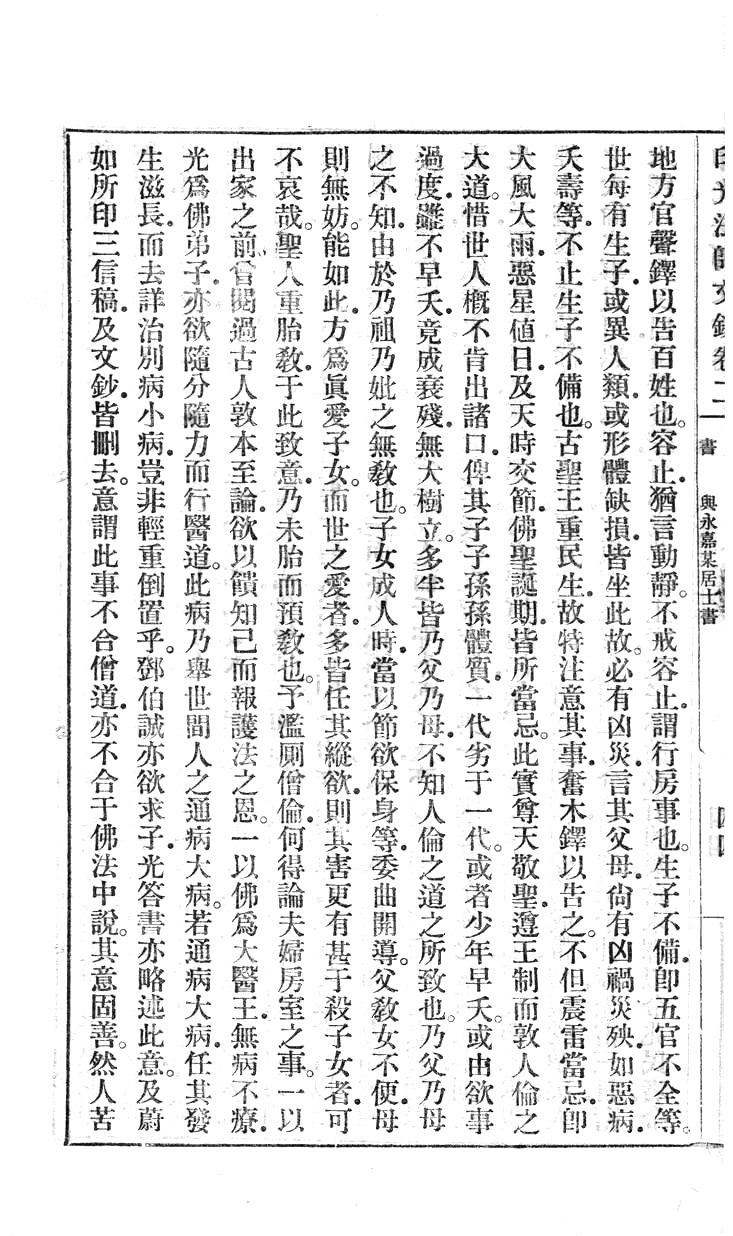 印光法師文鈔卷二 書 與永嘉某居士書 四四
地方官聲鐸以告百姓也。容止猶言動靜。不戒容止。謂行房事也。生子不備。卽五官不全等。
世每有生子。或異人類。或形體缺損。皆坐此故。必有凶災。言其父母。尙有凶禍災殃。如惡病。
夭壽等。不止生子不備也。古聖王重民生。故特注意其事。奮木鐸以告之。不但震雷當忌。卽
大風大雨。惡星値日。及天時交節。佛聖誕期。皆所當忌。此實尊天敬聖。遵王制而敦人倫之
大道。惜世人槪不肯出諸口。俾其子子孫孫體質。一代劣于一代。或者少年早夭。或由欲事
過度。雖不早夭。竟成衰殘。無大樹立。多半皆乃父乃母。不知人倫之道之所致也。乃父乃母
之不知。由於乃祖乃妣之無敎也。子女成人時。當以節欲保身等。委曲開導。父敎女不便。母
則無妨。能如此。方爲眞愛子女。而世之愛者。多皆任其縱欲。則其害更有甚于殺子女者。可
不哀哉。聖人重胎敎。于此致意。乃未胎而預敎也。予濫厠僧倫。何得論夫婦房室之事。一以
出家之前。曾閱過古人敦本至論。欲以饋知己而報護法之恩。一以佛爲大醫王。無病不療。
光爲佛弟子。亦欲隨分隨力而行醫道。此病乃舉世間人之通病大病。若通病大病。任其發
生滋長。而去詳治別病小病。豈非輕重倒置乎。鄧伯誠亦欲求子。光答書亦略述此意。及蔚
如所印三信稿。及文鈔。皆刪去。意謂此事不合僧道。亦不合于佛法中說。其意固善。然人苦